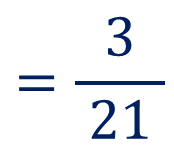 = 3/21